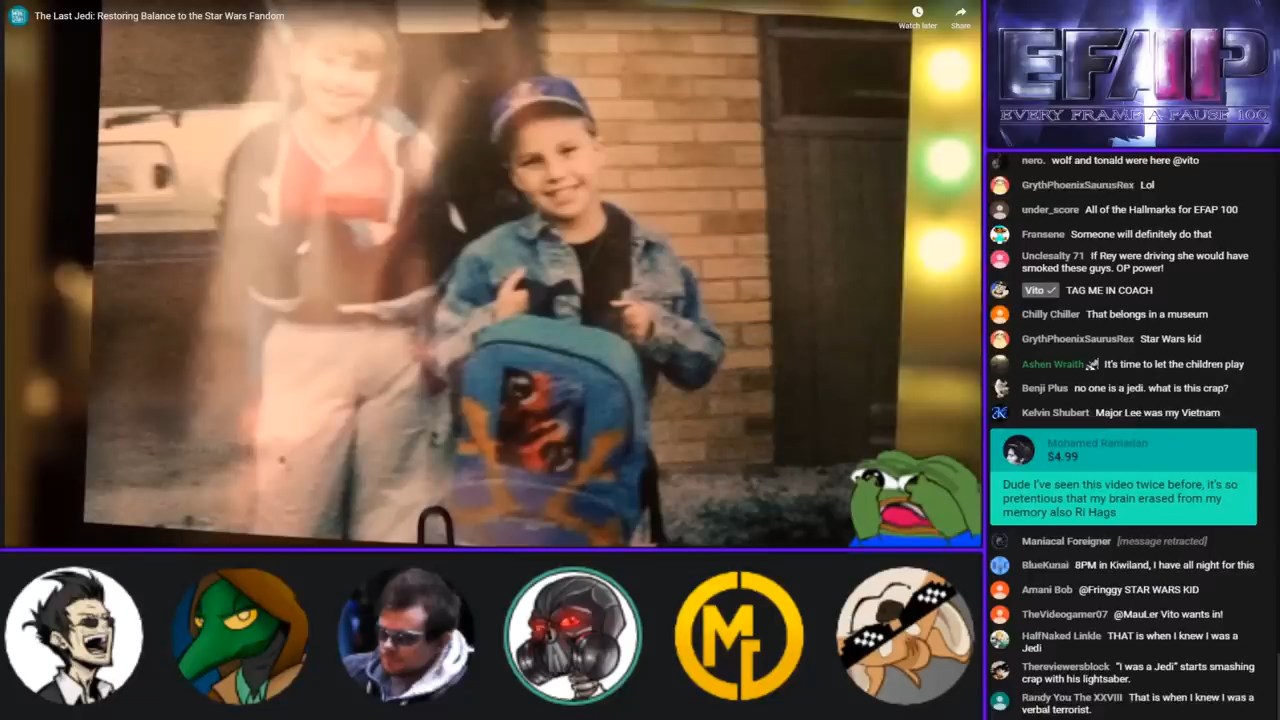 The Last Jedi: Restoring Balance to the Star Wars Fandom
Watch later
Share
EFAP
EVERY FRAME A PAUSE 100
nero. wolf and tonald were here @vito
GrythPhoenixSaurusRex Lol
under_score All of the Hallmarks for EFAP 100
Fransene Someone will definitely do that
Unclesalty 71 If Rey were driving she would have
smoked these guys. OP power!
Vito TAG ME IN COACH
Chilly Chiller That belongs in a museum
GrythPhoenixSaurusRex Star Wars kid
Ashen Wraith It's time to let the children play
Benji Plus no one is a jedi. what is this crap?
Kelvin Shubert Major Lee was my Vietnam
Mohamed Ramadan
$4.99
Dude I've seen this video twice before, it's so
pretentious that my brain erased from my
memory also Ri Hags
Maniacal Foreigner [message retracted]
BlueKunai 8PM in Kiwiland, I have all night for this
Amani Bob @Fringgy STAR WARS KID
TheVideogamer07 @MauLer Vito wants in!
HalfNaked Linkle THAT is when I knew I was a
Jedi
Thereviewersblock "I was a Jedi" starts smashing
crap with his lightsaber.
Randy You The XXVIII That is when I knew I was a
verbal terrorist.